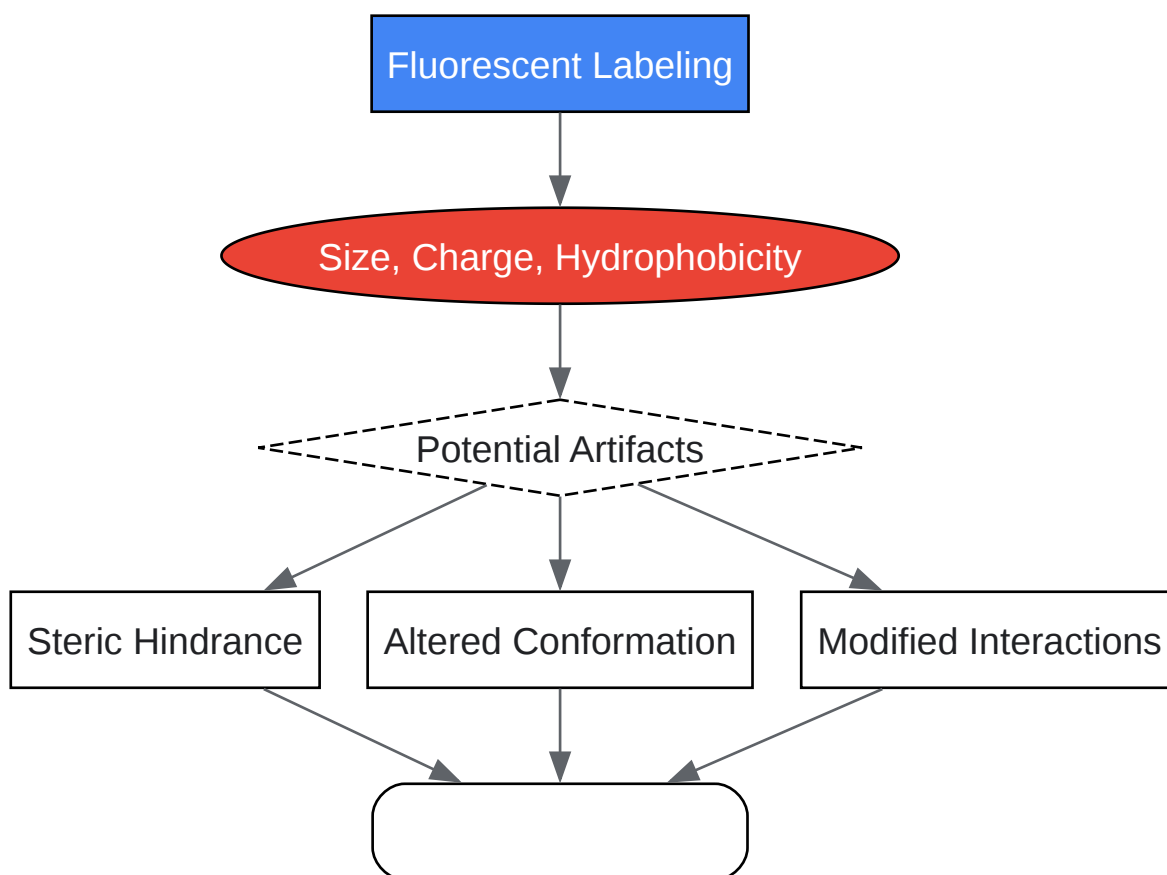 Fluorescent Labeling
Size, Charge, Hydrophobicity
Potential Artifacts
Steric Hindrance
Altered Conformation
Modified Interactions